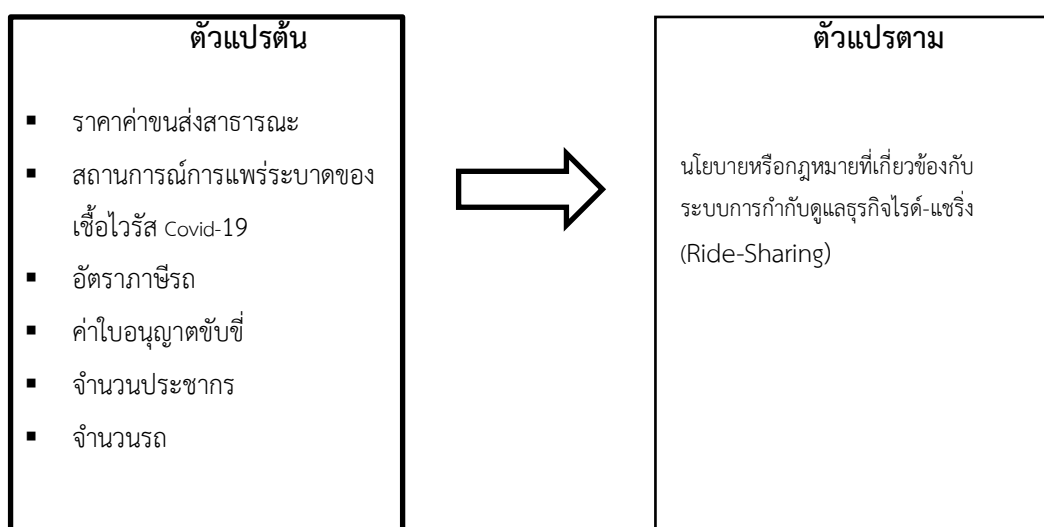 ตัวแปรต้น
▪ ราคาค่าขนส่งสาธารณะ
▪ สถานการณ์การแพร่ระบาดของ
เชื้อไวรัส Covid-19
▪ อัตราภาษีรถ
▪ ค่าใบอนุญาตขับขี่
▪ จำนวนประชากร
▪ จำนวนรถ
ตัวแปรตาม
นโยบายหรือกฎหมายที่เกี่ยวข้องกับ
ระบบการกำกับดูแลธุรกิจไรด์-แชริ่ง
(Ride-Sharing)